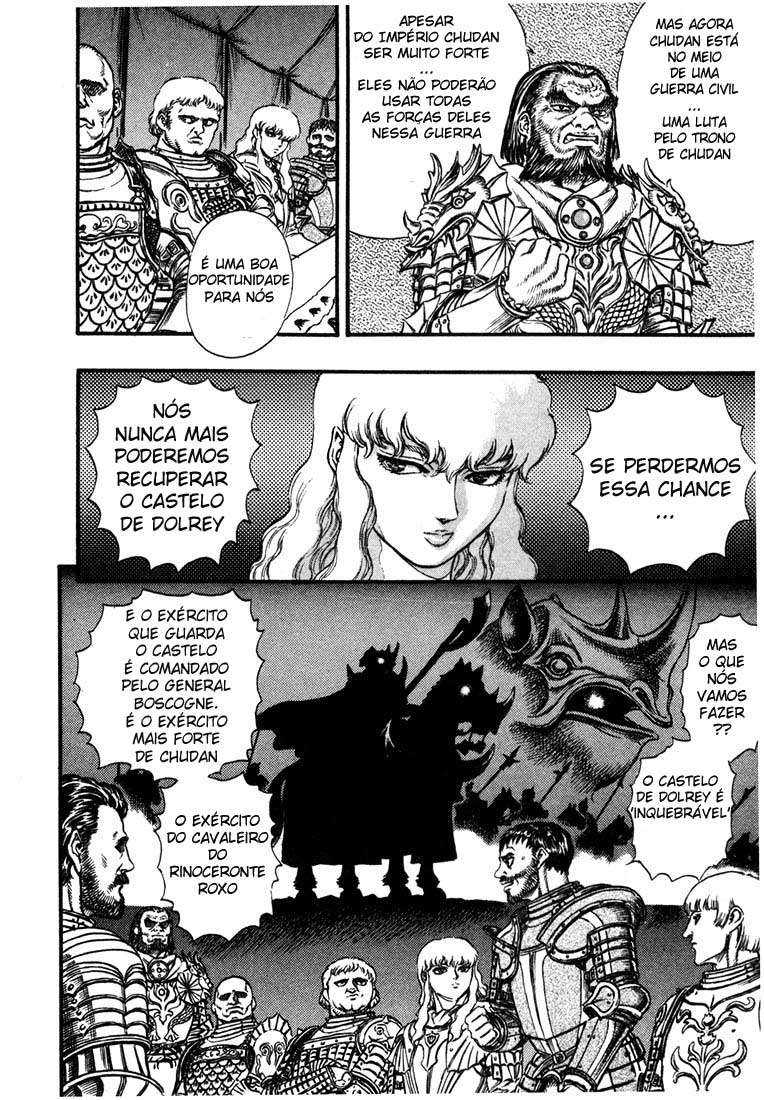 MAS AGORA
CHUDAN ESTÁ
NO MEIO
DE UMA
GUERRA CIVIL
...
UMA LUTA
PELO TRONO
DE CHUDAN
APESAR
DO IMPÉRIO CHUDAN
SER MUITO FORTE
...
ELES NÃO PODERÃO
USAR TODAS
AS FORÇAS DELES
NESSA GUERRA
É UMA BOA
OPORTUNIDADE
PARA NÓS
SE PERDERMOS
ESSA CHANCE
...
NÓS
NUNCA MAIS
PODEREMOS
RECUPERAR
O CASTELO
DE DOLREY
MAS
O QUE
NÓS
VAMOS
FAZER
??
O CASTELO
DE DOLREY É
"INQUEBRÁVEL"
E O EXÉRCITO
QUE GUARDA
O CASTELO
É COMANDADO
PELO GENERAL
BOSCOGNE.
É O EXÉRCITO
MAIS FORTE
DE CHUDAN
O EXÉRCITO
DO CAVALEIRO
DO
RINOCERONTE
ROXO